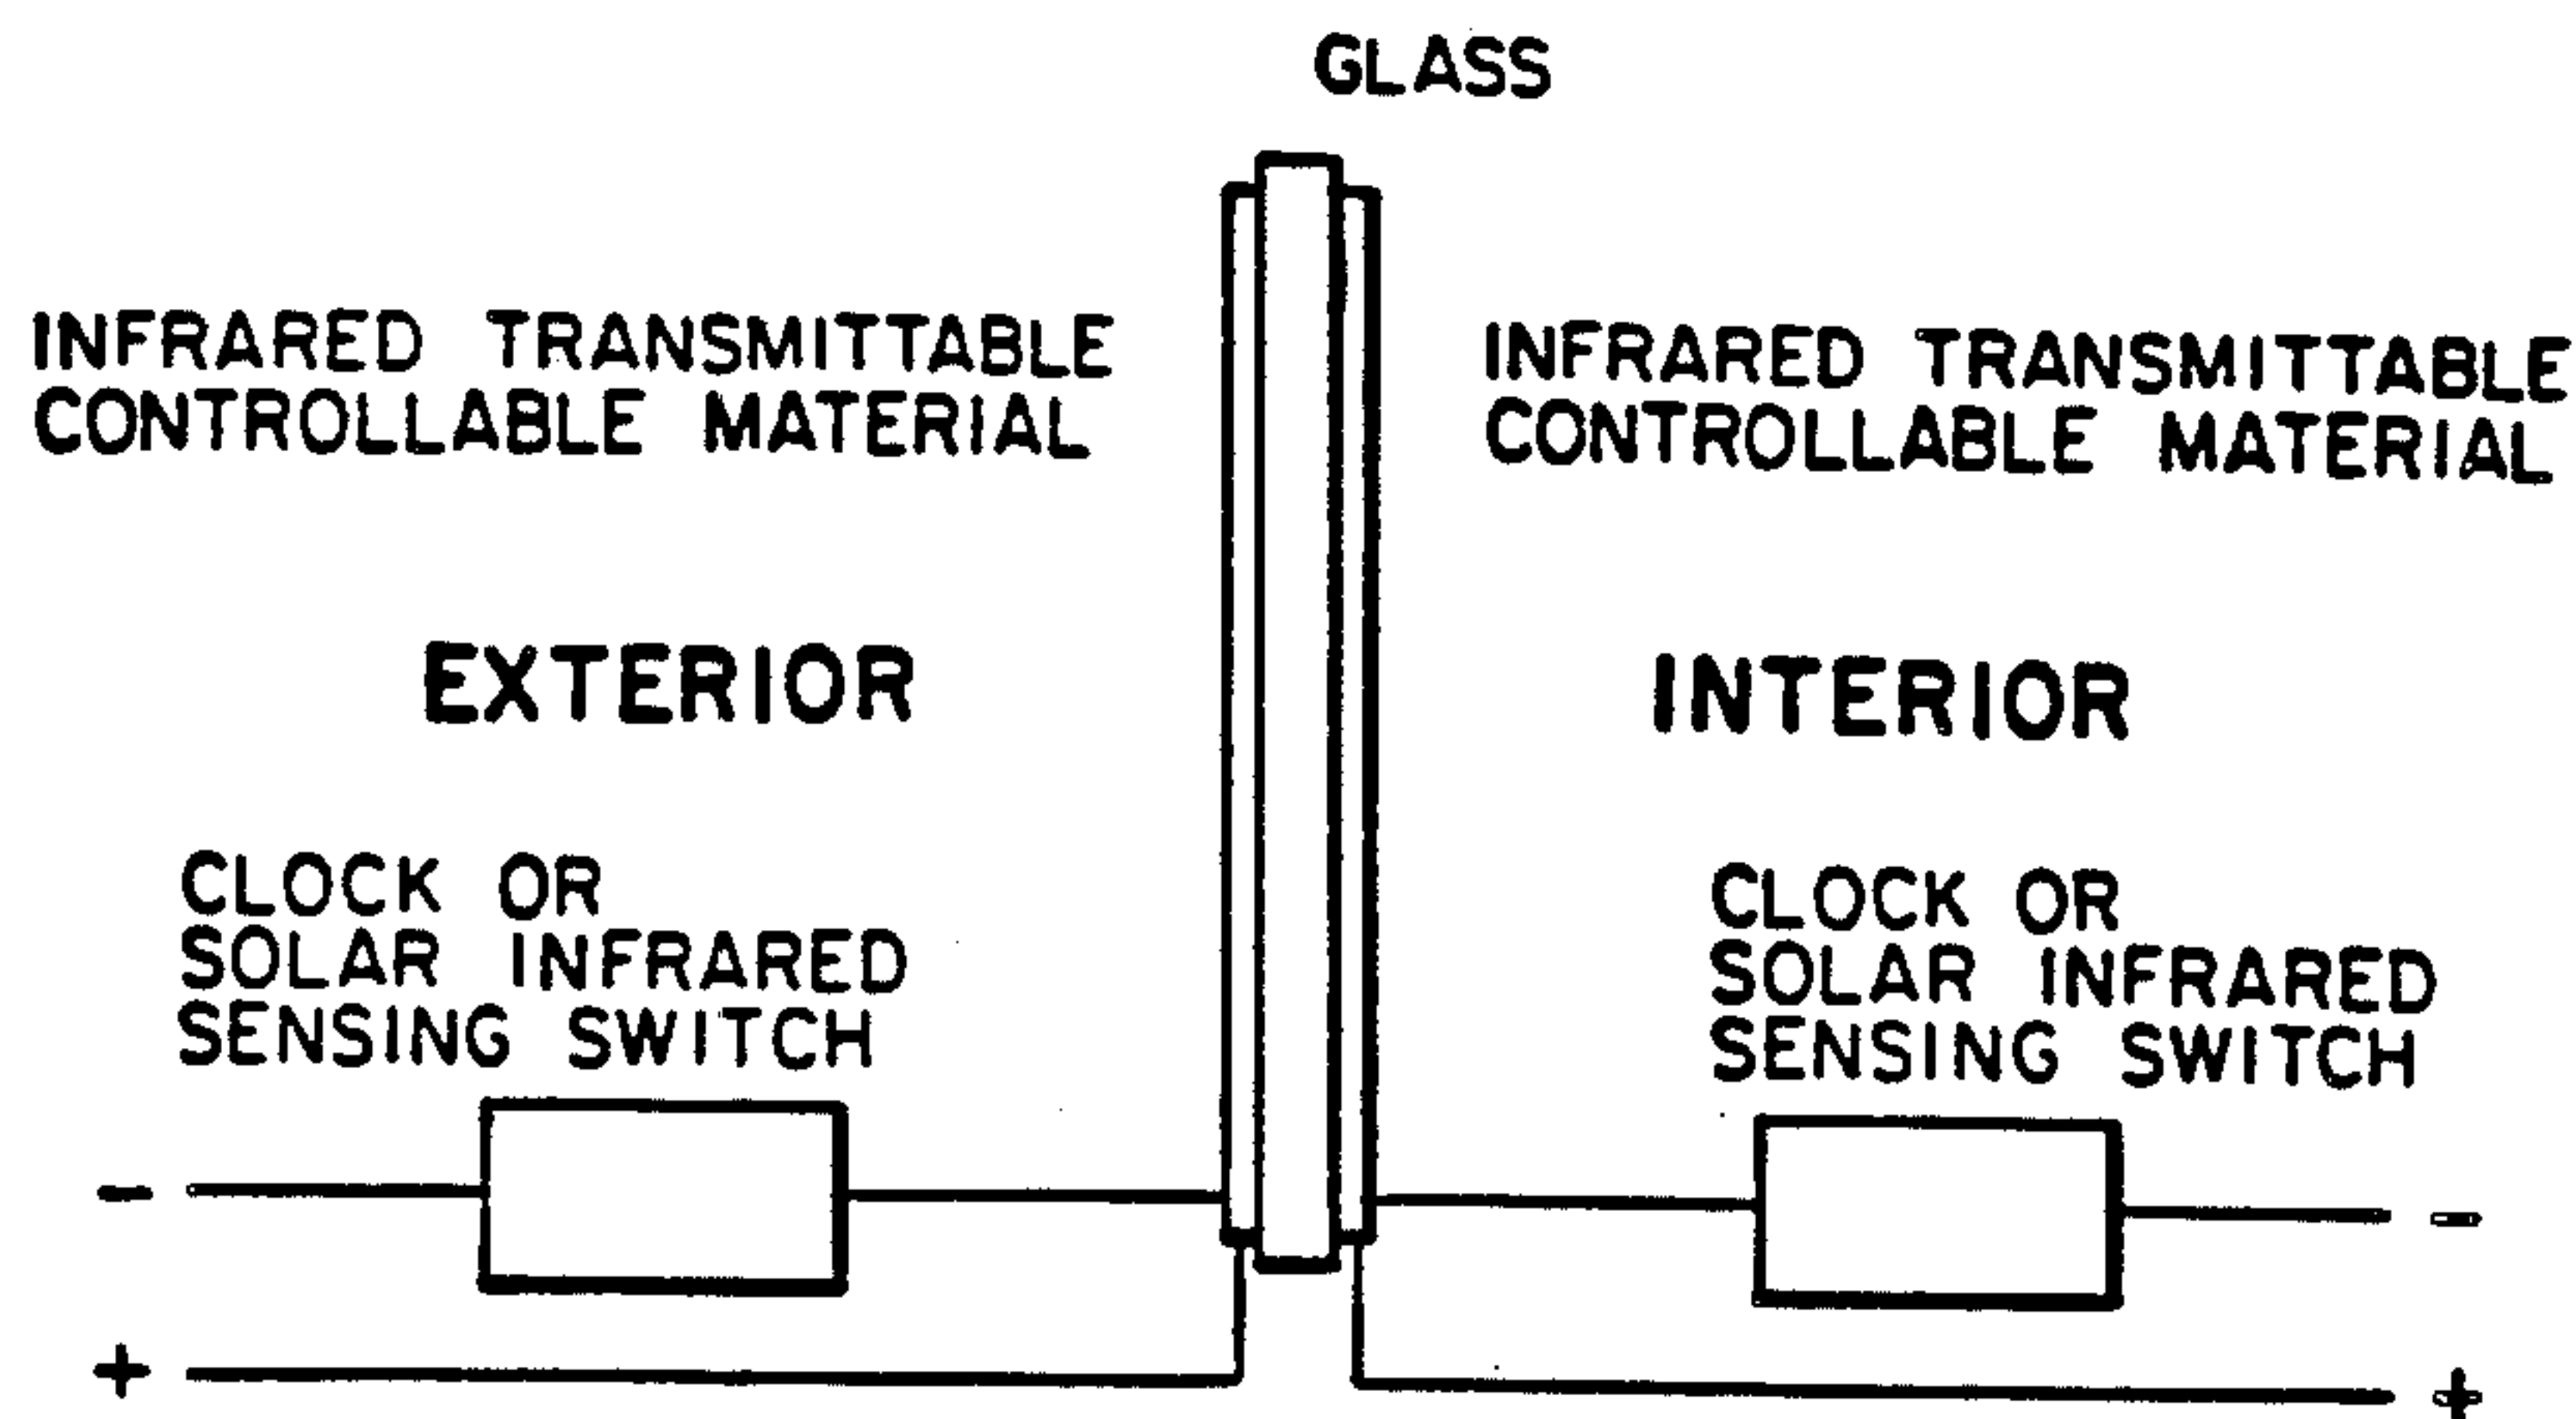 GLASS
INFRARED TRANSMITTABLE
CONTROLLABLE MATERIAL
INFRARED TRANSMITTABLE
CONTROLLABLE MATERIAL
EXTERIOR
INTERIOR
CLOCK OR
SOLAR INFRARED
SENSING SWITCH
CLOCK OR
SOLAR INFRARED
SENSING SWITCH
-
-
+
+